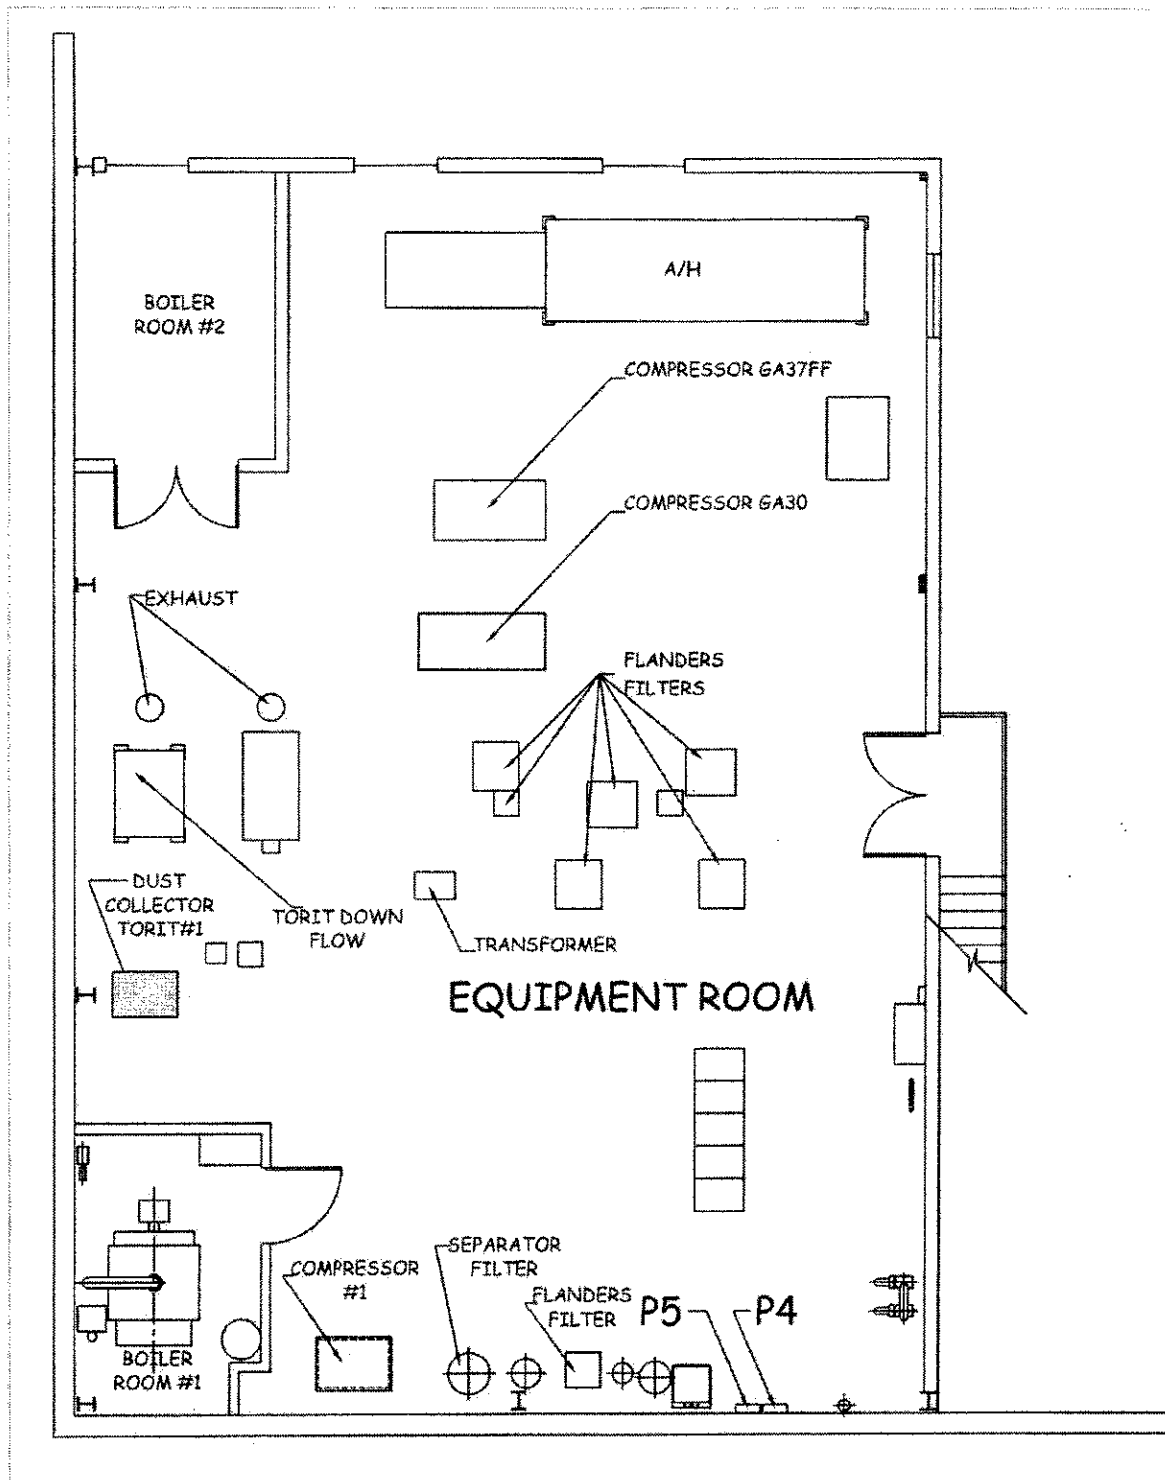 A/H
BOILER
ROOM #2
COMPRESSOR GA37FF
COMPRESSOR GA30
EXHAUST
FLANDERS
FILTERS
DUST
COLLECTOR
TORIT#1
TORIT DOWN
FLOW
TRANSFORMER
EQUIPMENT ROOM
SEPARATOR
FILTER
COMPRESSOR
#1
FLANDERS
FILTER
P5
P4
BOILER
ROOM #1